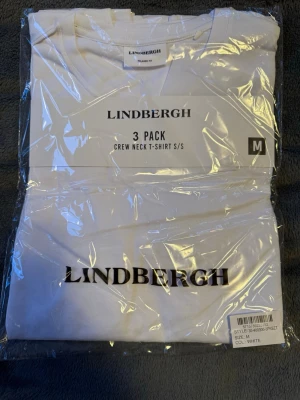 LINDBERGH
LINDBERGH
3 PACK
CREW NECK T-SHIRT S/S
M
LINDBERGH
SIZE: M